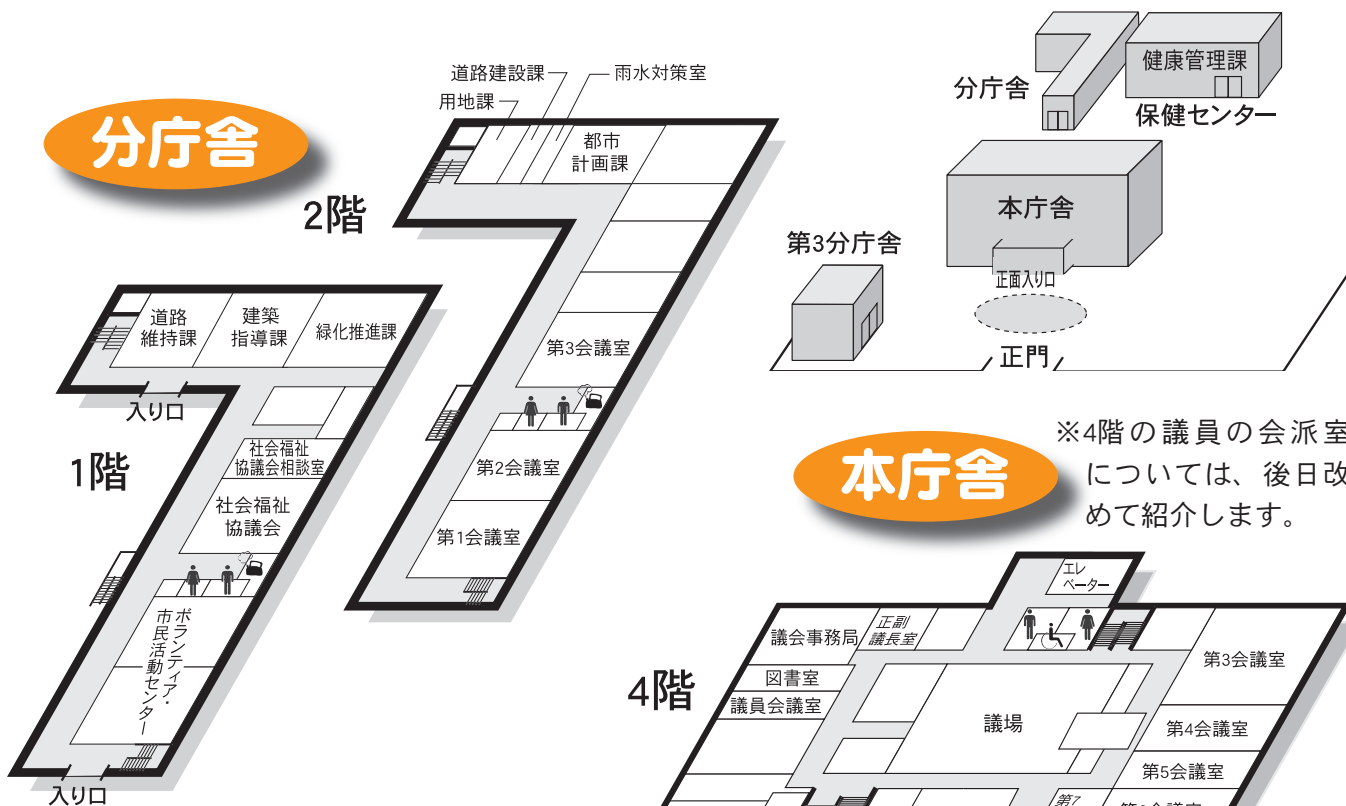 分庁舎
2階
道路建設課
雨水対策室
用地課
都市
計画課
第3会議室
第2会議室
第1会議室
1階
道路
維持課
建築
指導課
緑化推進課
入り口
社会福祉
協議会相談室
社会福祉
協議会
ボランティア・
市民活動センター
入り口
分庁舎
健康管理課
保健センター
本庁舎
第3分庁舎
正面入り口
正門
本庁舎
※4階の議員の会派室
については、後日改
めて紹介します。
4階
エレ
ベーター
議会事務局
正副
議長室
図書室
議員会議室
議場
第3会議室
第4会議室
第5会議室
第7